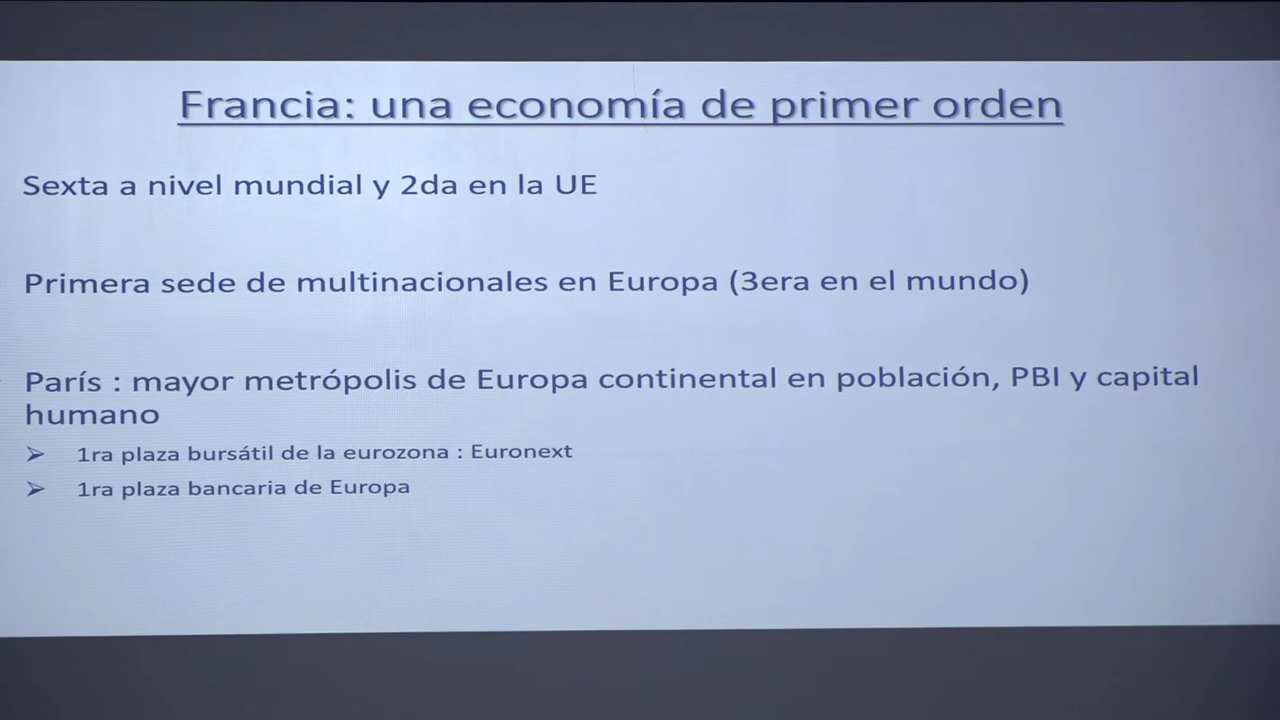 Francia: una economía de primer orden
Sexta a nivel mundial y 2da en la UE
Primera sede de multinacionales en Europa (3era en el mundo)
París : mayor metrópolis de Europa continental en población, PBI y capital
humano
➢ 1ra plaza bursátil de la eurozona : Euronext
➢ 1ra plaza bancaria de Europa